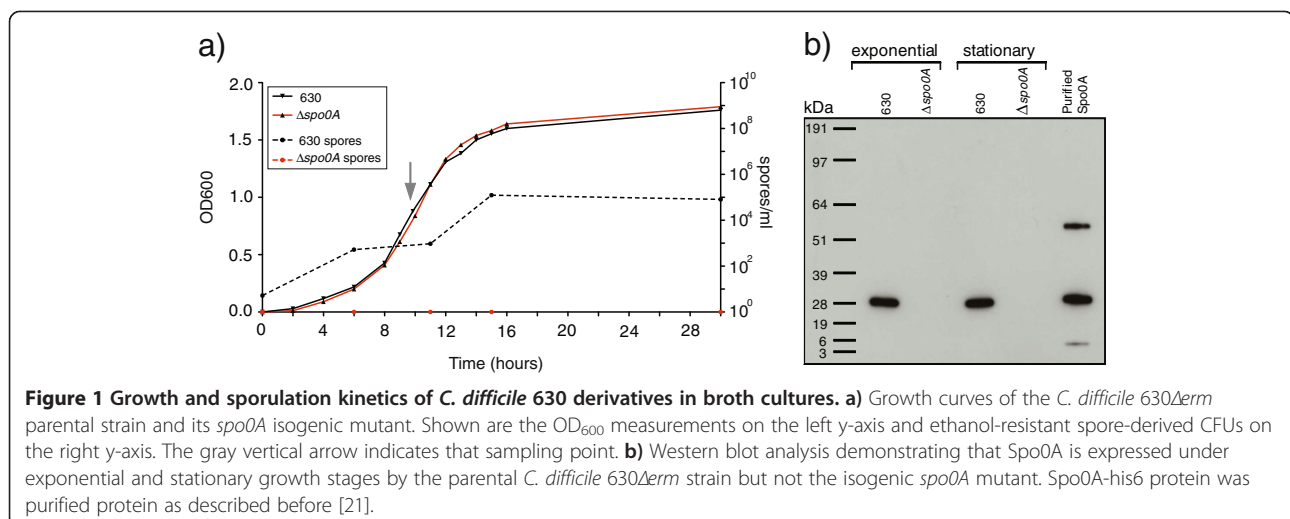 a)
2.0
1.5
1.0
0.5
0.0
OD600
630
Δspo0A
630 spores
Δspo0A spores
10^10
10^8
10^6
10^4
10^2
10^1
10^0
spores/ml
0 4 8 12 16 20 24 28
Time (hours)
b)
exponential stationary
630
Δspo0A
630
Δspo0A
Purified
Spo0A
kDa
191
97
64
51
39
28
19
6
3
Figure 1 Growth and sporulation kinetics of C. difficile 630 derivatives in broth cultures. a) Growth curves of the C. difficile 630Δerm
parental strain and its spo0A isogenic mutant. Shown are the OD600 measurements on the left y-axis and ethanol-resistant spore-derived CFUs on
the right y-axis. The gray vertical arrow indicates that sampling point. b) Western blot analysis demonstrating that Spo0A is expressed under
exponential and stationary growth stages by the parental C. difficile 630Δerm strain but not the isogenic spo0A mutant. Spo0A-his6 protein was
purified protein as described before [21].